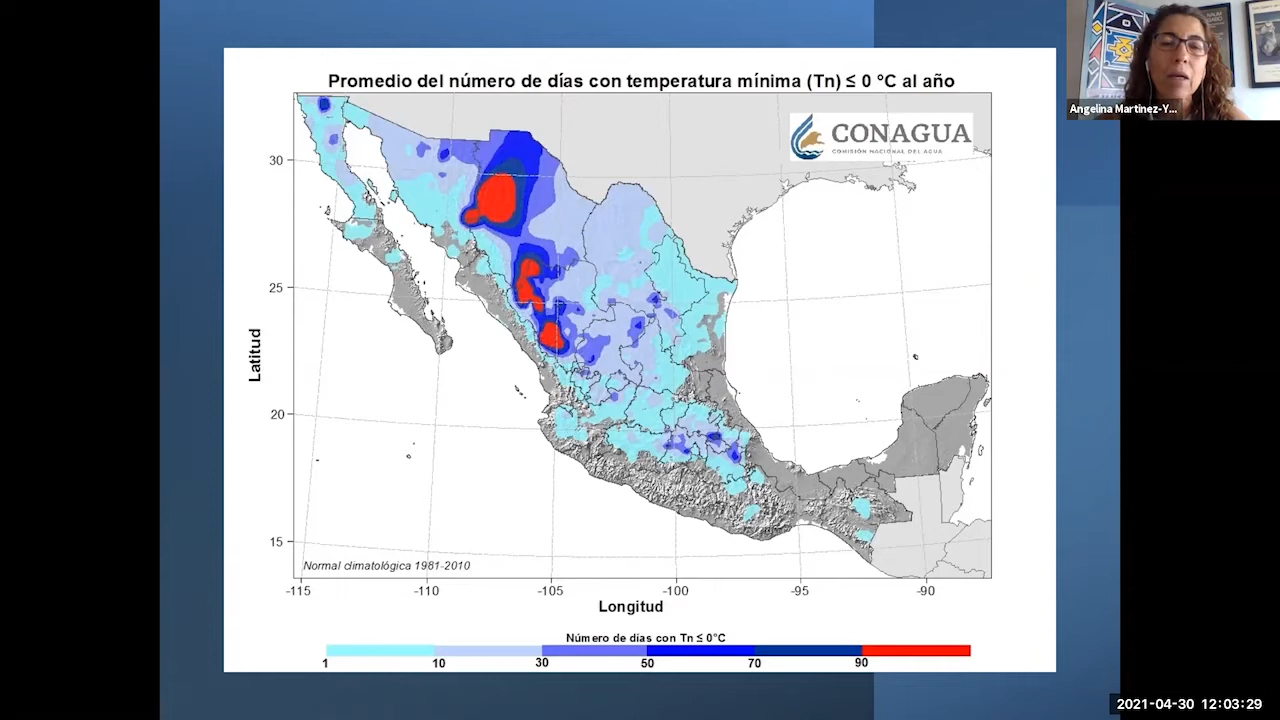 Promedio del número de días con temperatura mínima (Tn) ≤ 0 °C al año
CONAGUA
COMISIÓN NACIONAL DEL AGUA
Angelina Martinez-Y...
30
25
20
15
Latitud
Normal climatológica 1981-2010
-115
-110
-105
-100
-95
-90
Longitud
Número de días con Tn ≤ 0°C
1
10
30
50
70
90
2021-04-30 12:03:29